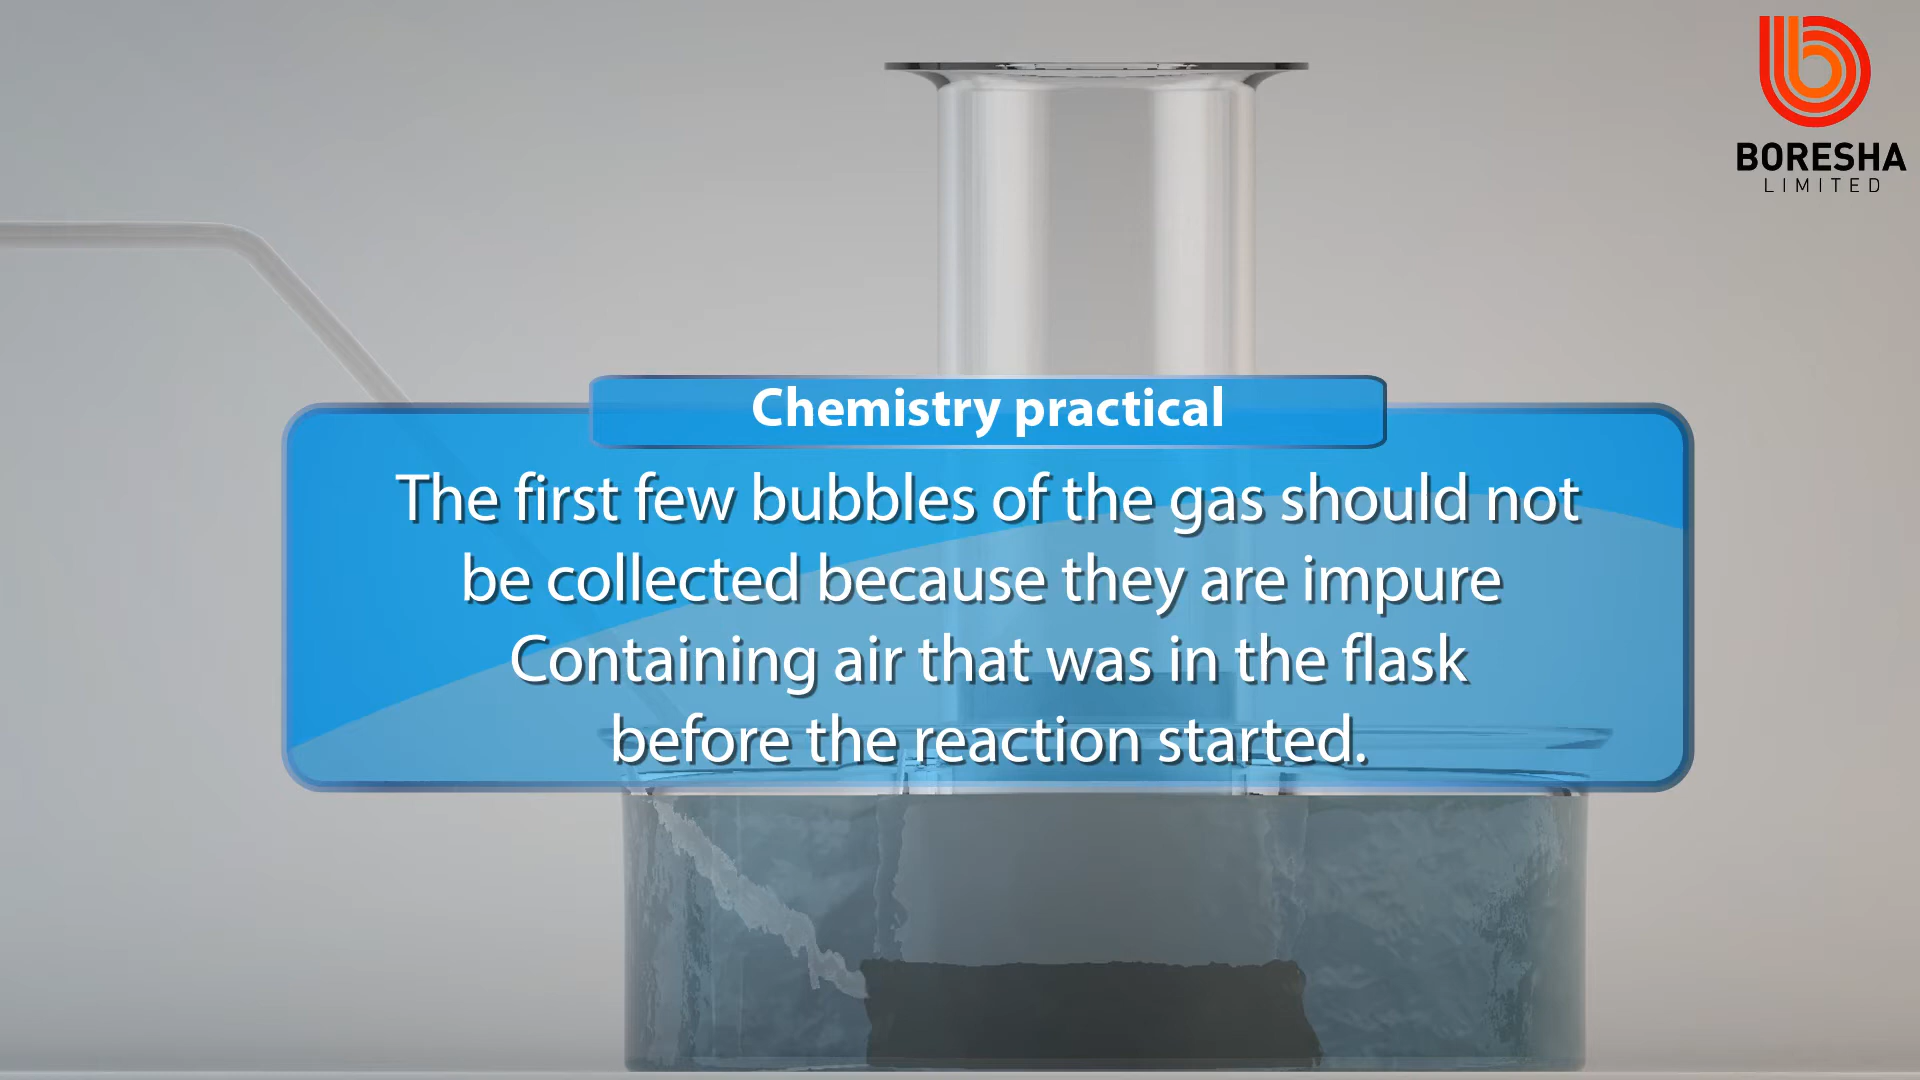 BORESHA
LIMITED
Chemistry practical
The first few bubbles of the gas should not
be collected because they are impure
Containing air that was in the flask
before the reaction started.